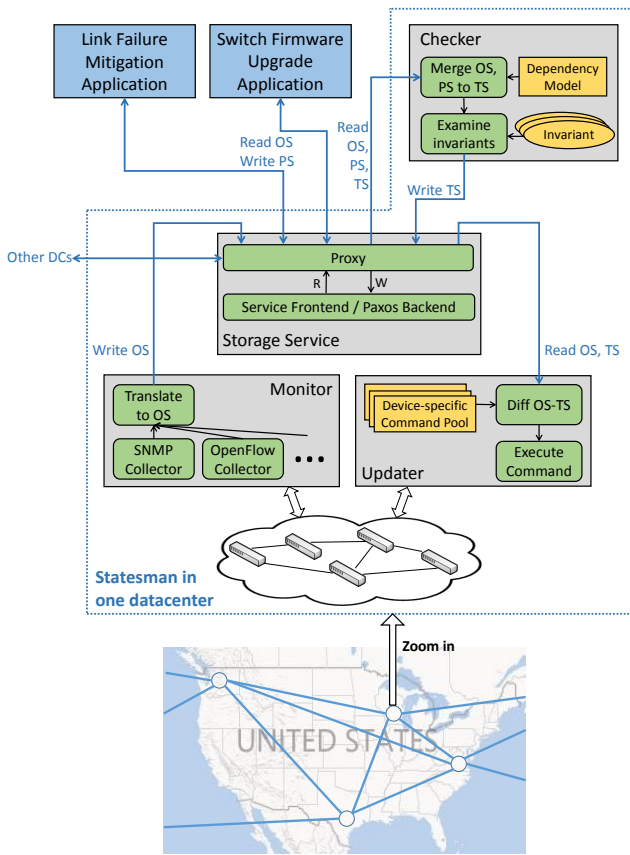 Link Failure
Mitigation
Application
Switch Firmware
Upgrade
Application
Checker
Merge OS,
PS to TS
Dependency
Model
Examine
invariants
Invariant
Read OS
Write PS
Read
OS,
PS,
TS
Write TS
Other DCs
Proxy
R
W
Service Frontend / Paxos Backend
Storage Service
Write OS
Read OS, TS
Monitor
Translate
to OS
SNMP
Collector
OpenFlow
Collector
...
Device-specific
Command Pool
Diff OS-TS
Execute
Command
Updater
Statesman in
one datacenter
Zoom in
UNITED STATES